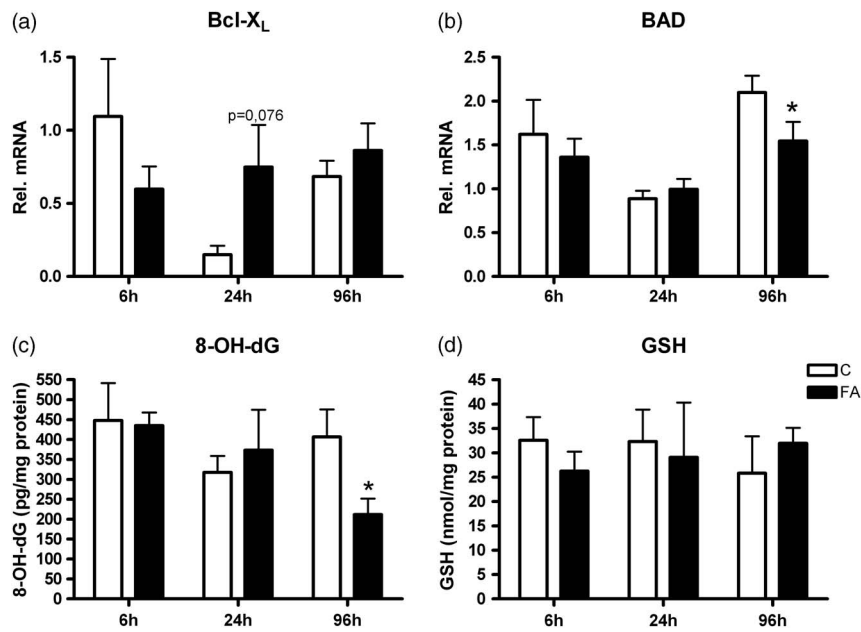 (a)
Bcl-XL
Rel. mRNA
1.5
1.0
0.5
0.0
p=0,076
6h 24h 96h
(b)
BAD
Rel. mRNA
2.5
2.0
1.5
1.0
0.5
0.0
*
6h 24h 96h
(c)
8-OH-dG
8-OH-dG (pg/mg protein)
550
500
450
400
350
300
250
200
150
100
50
0
*
6h 24h 96h
(d)
GSH
GSH (nmol/mg protein)
45
40
35
30
25
20
15
10
5
0
6h 24h 96h
C
FA